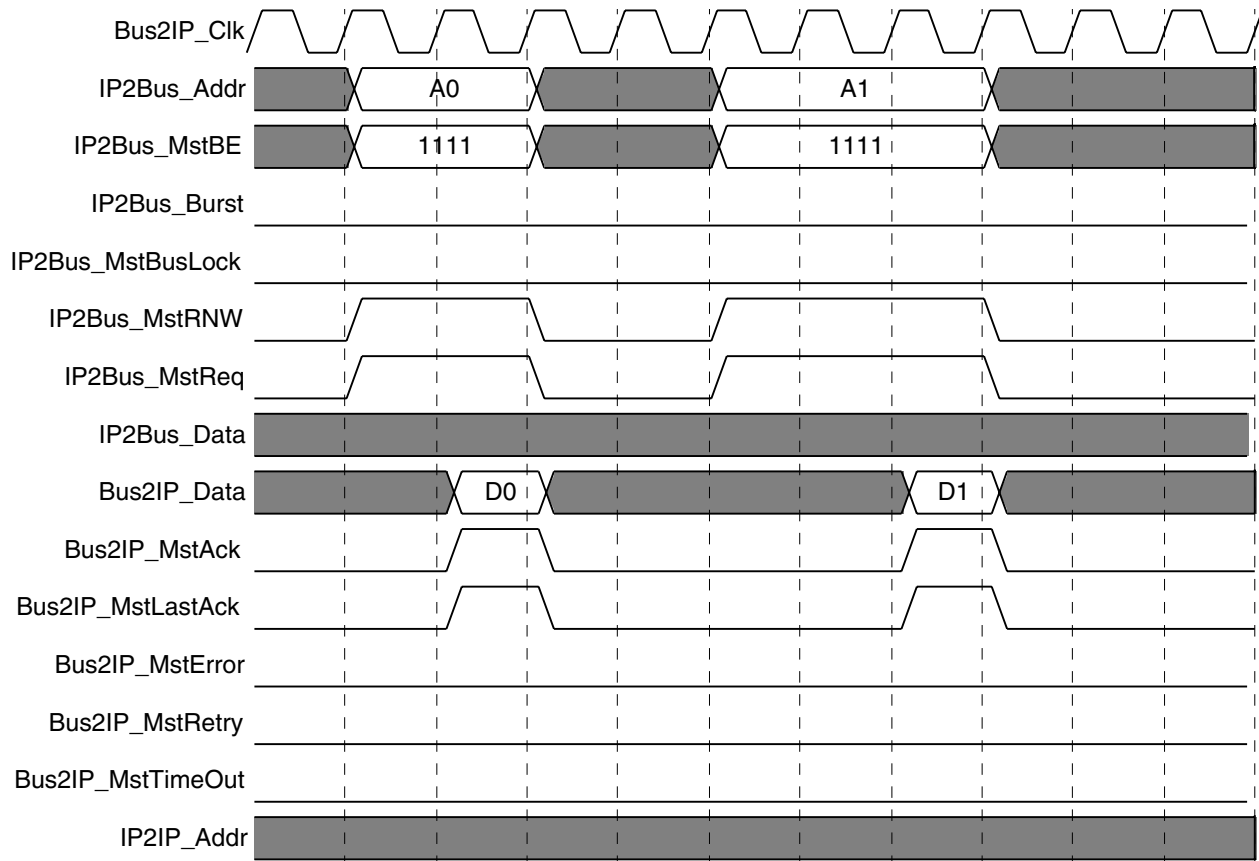 Bus2IP_Clk
IP2Bus_Addr A0 A1
IP2Bus_MstBE 1111 1111
IP2Bus_Burst
IP2Bus_MstBusLock
IP2Bus_MstRNW
IP2Bus_MstReq
IP2Bus_Data
Bus2IP_Data D0 D1
Bus2IP_MstAck
Bus2IP_MstLastAck
Bus2IP_MstError
Bus2IP_MstRetry
Bus2IP_MstTimeOut
IP2IP_Addr